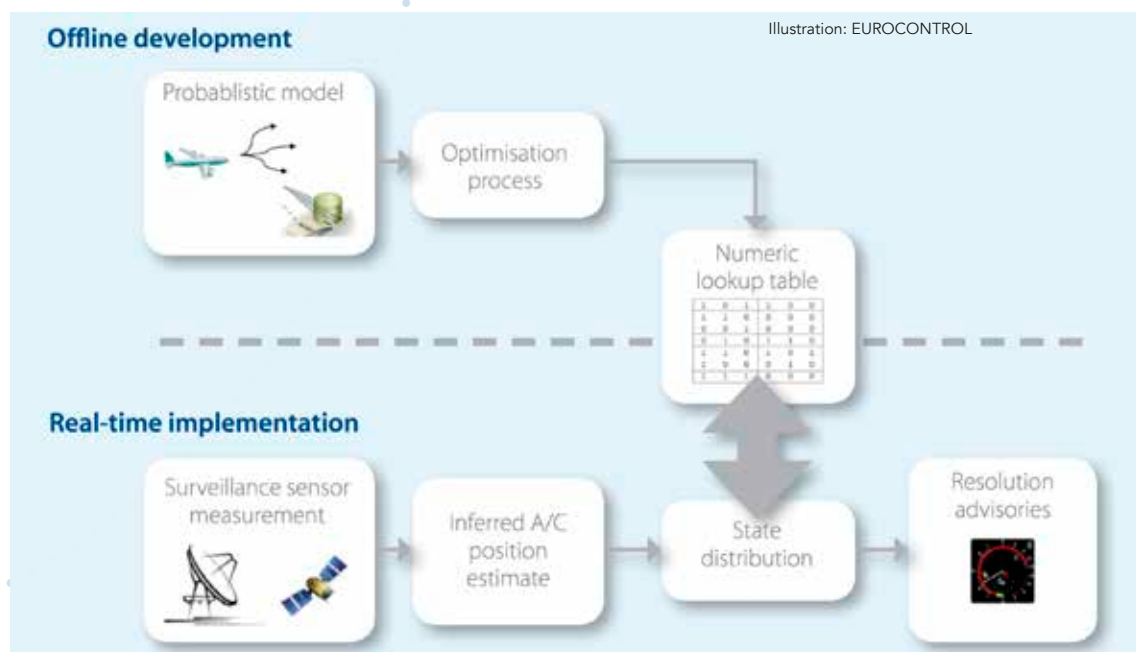 Offline development
Illustration: EUROCONTROL
Probablistic model
Optimisation
process
Numeric
lookup table
Real-time implementation
Surveillance sensor
measurement
Inferred A/C
position
estimate
State
distribution
Resolution
advisories